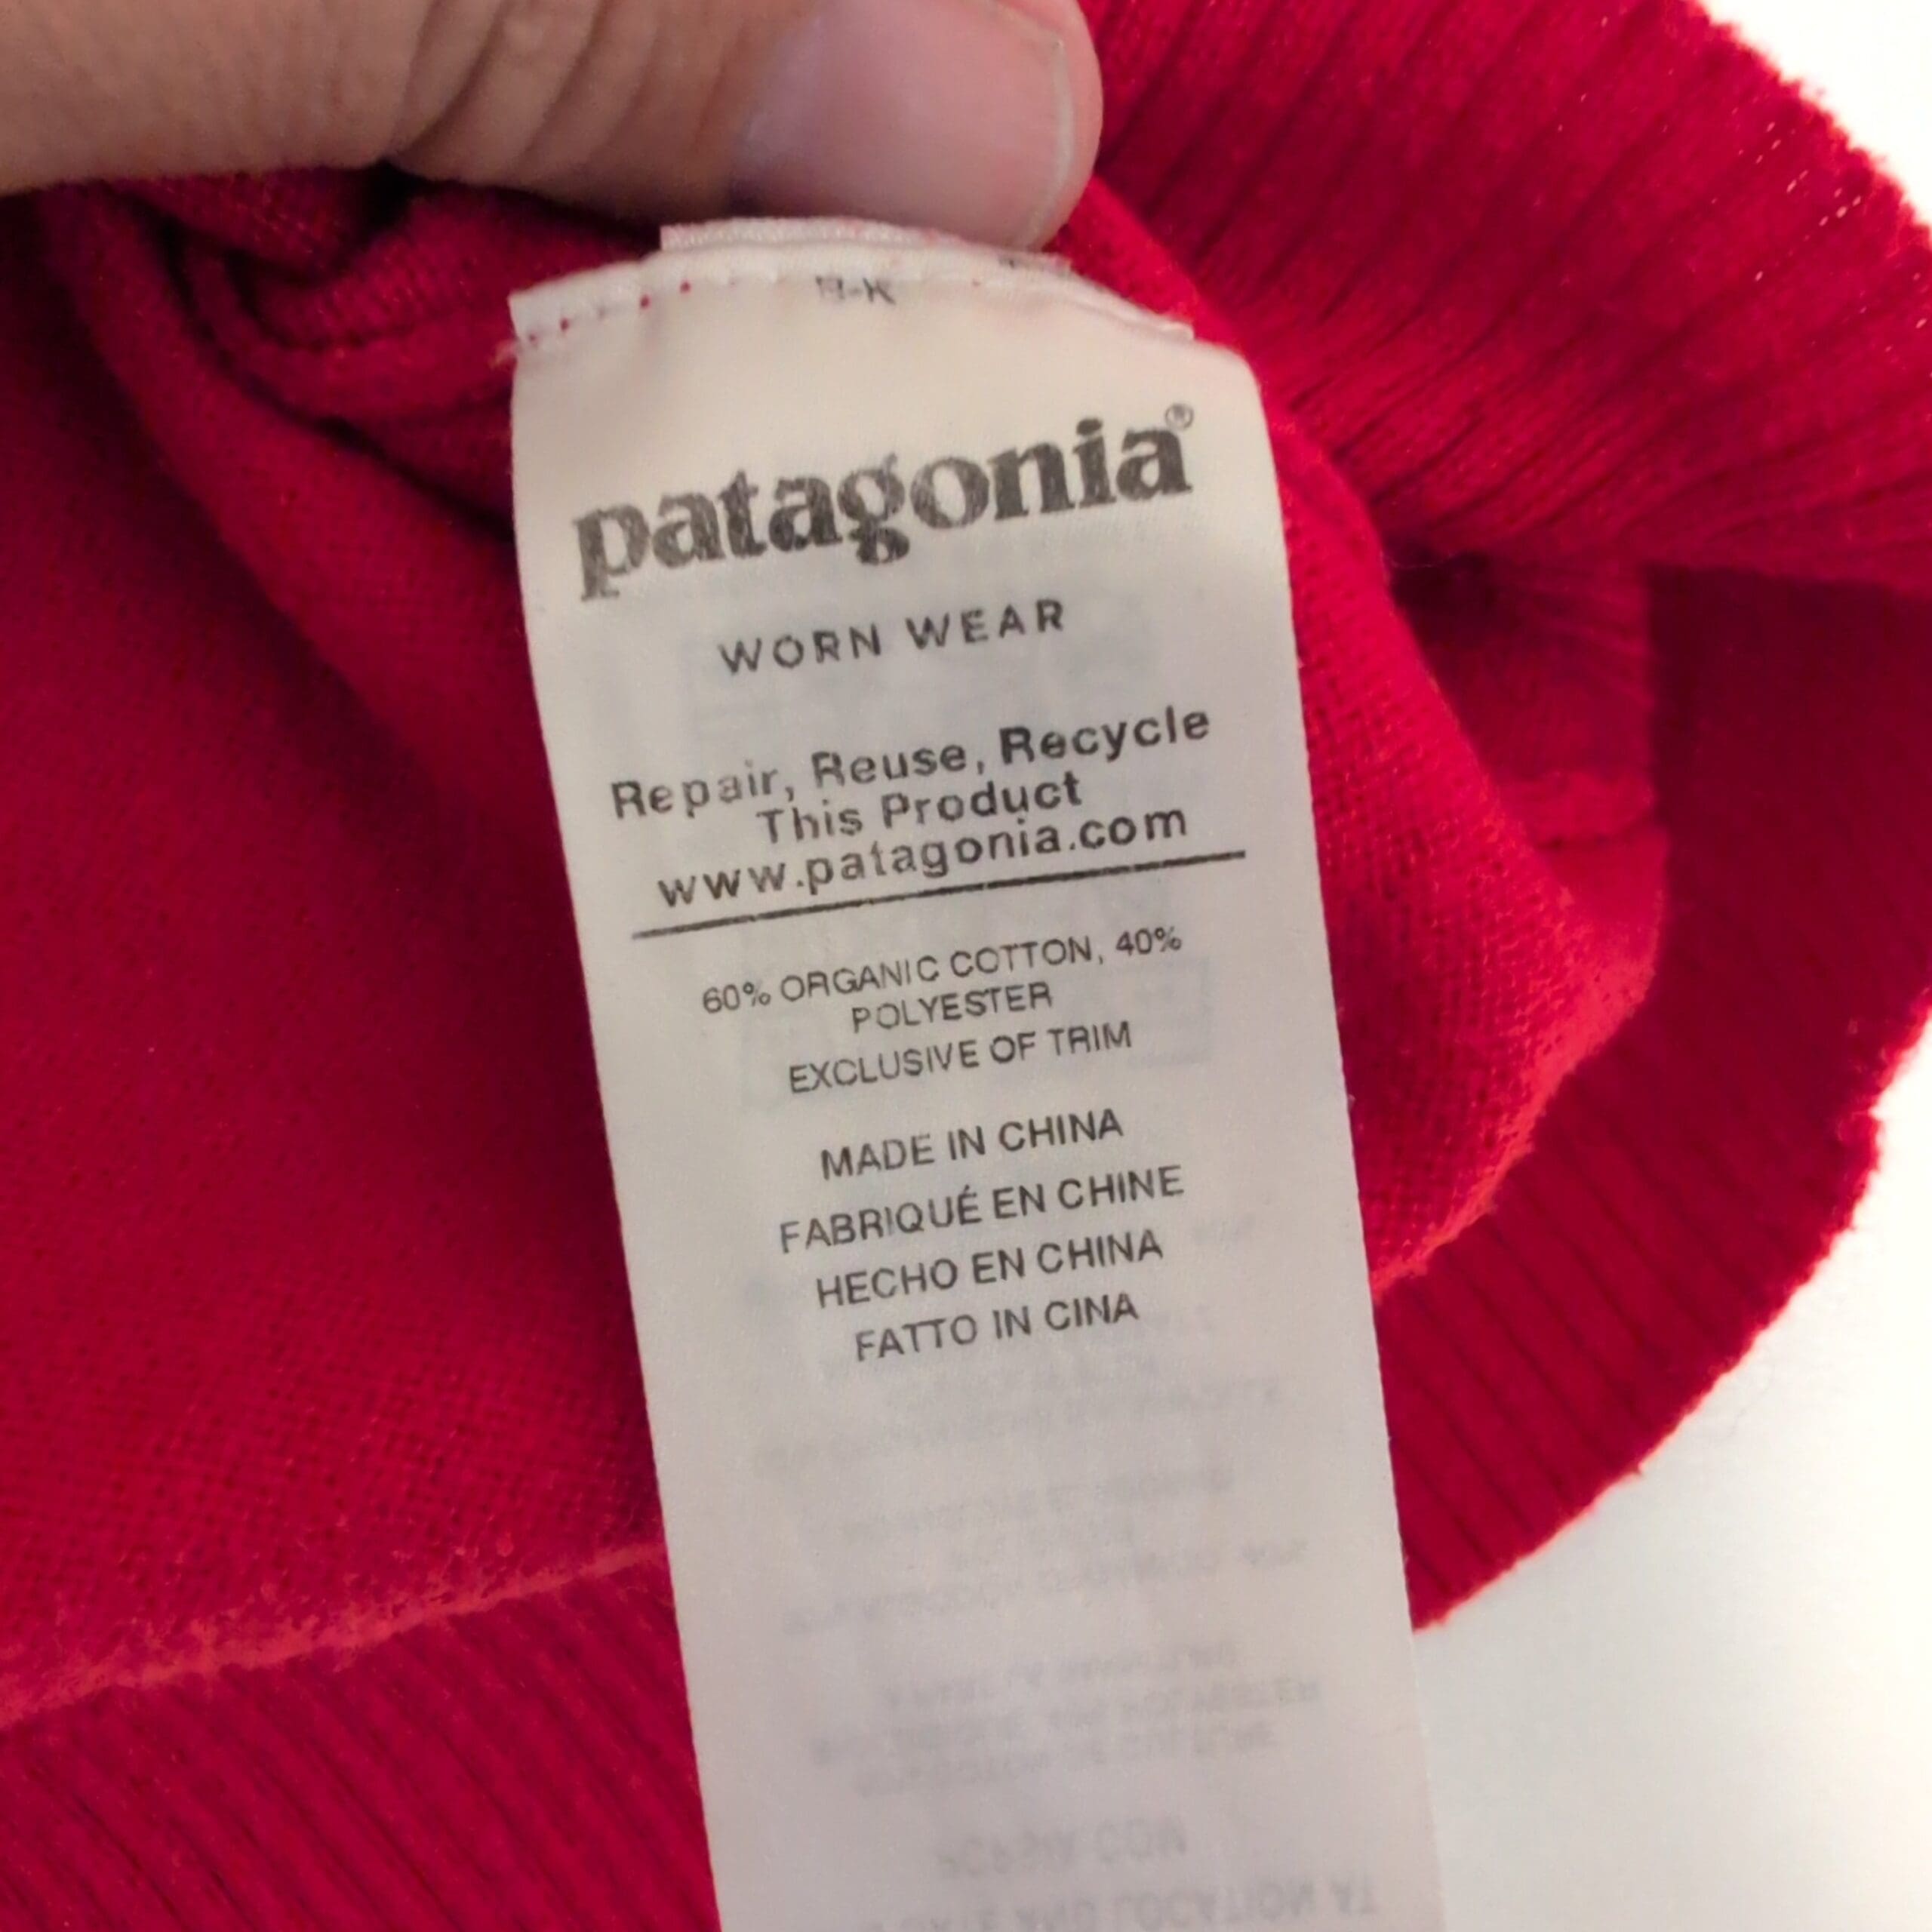 patagonia®
WORN WEAR
Repair, Reuse, Recycle
This Product
www.patagonia.com
60% ORGANIC COTTON, 40%
POLYESTER
EXCLUSIVE OF TRIM
MADE IN CHINA
FABRIQUÉ EN CHINE
HECHO EN CHINA
FATTO IN CINA